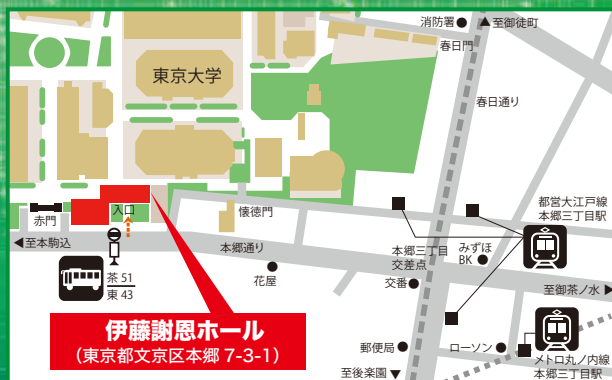 消防署
▲至御徒町
春日門
東京大学
春日通り
都営大江戸線
本郷三丁目駅
入口
赤門
懐徳門
◀至本駒込
本郷通り
本郷三丁目
交差点
みずほ
BK
花屋
交番
茶 51
東 43
至御茶ノ水▶
伊藤謝恩ホール
(東京都文京区本郷 7-3-1)
郵便局
ローソン
メトロ丸ノ内線
本郷三丁目駅
至後楽園▼